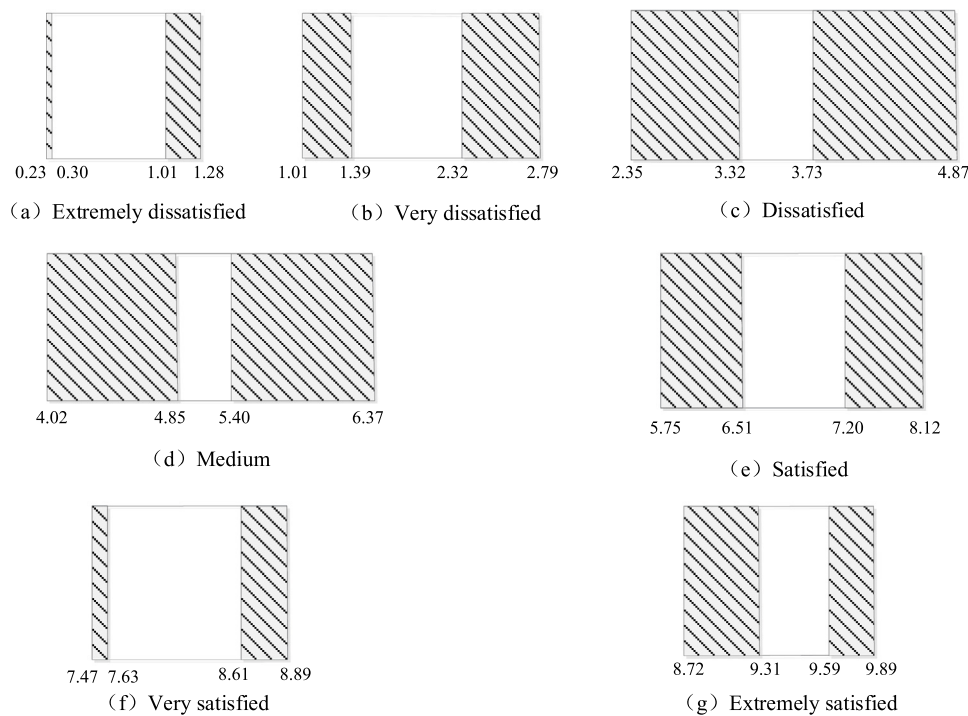 0.23 0.30 1.01 1.28
1.01 1.39 2.32 2.79
2.35 3.32 3.73 4.87
（a）Extremely dissatisfied
（b）Very dissatisfied
（c）Dissatisfied
4.02 4.85 5.40 6.37
5.75 6.51 7.20 8.12
（d）Medium
（e）Satisfied
7.47 7.63 8.61 8.89
8.72 9.31 9.59 9.89
（f）Very satisfied
（g）Extremely satisfied